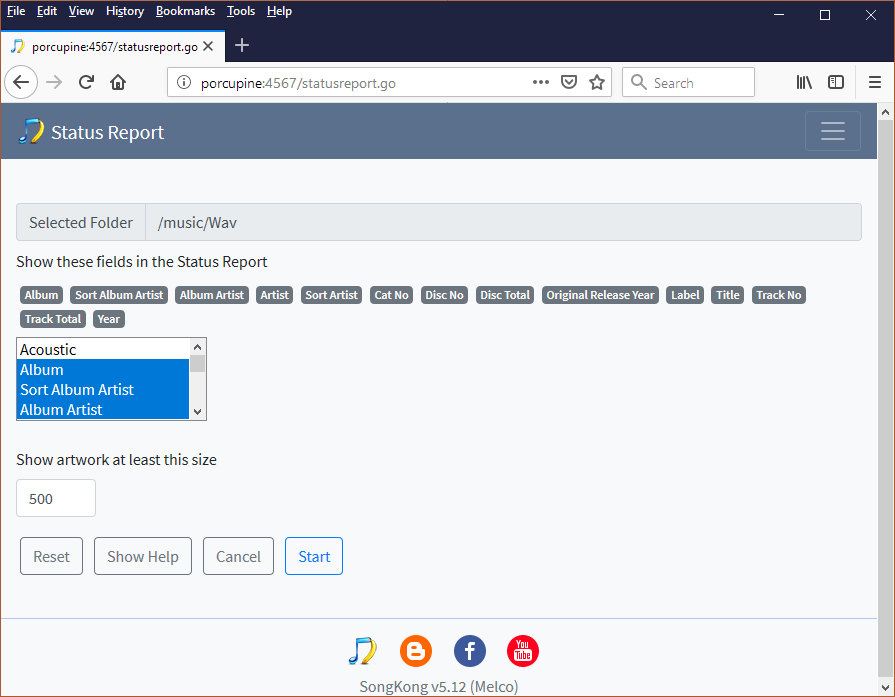 File Edit View History Bookmarks Tools Help
porcupine:4567/statusreport.go
porcupine:4567/statusreport.go
Search
Status Report
Selected Folder /music/Wav
Show these fields in the Status Report
Album Sort Album Artist Album Artist Artist Sort Artist Cat No Disc No Disc Total Original Release Year Label Title Track No
Track Total Year
Acoustic
Album
Sort Album Artist
Album Artist
Show artwork at least this size
500
Reset Show Help Cancel Start
You
Tube
SongKong v5.12 (Melco)